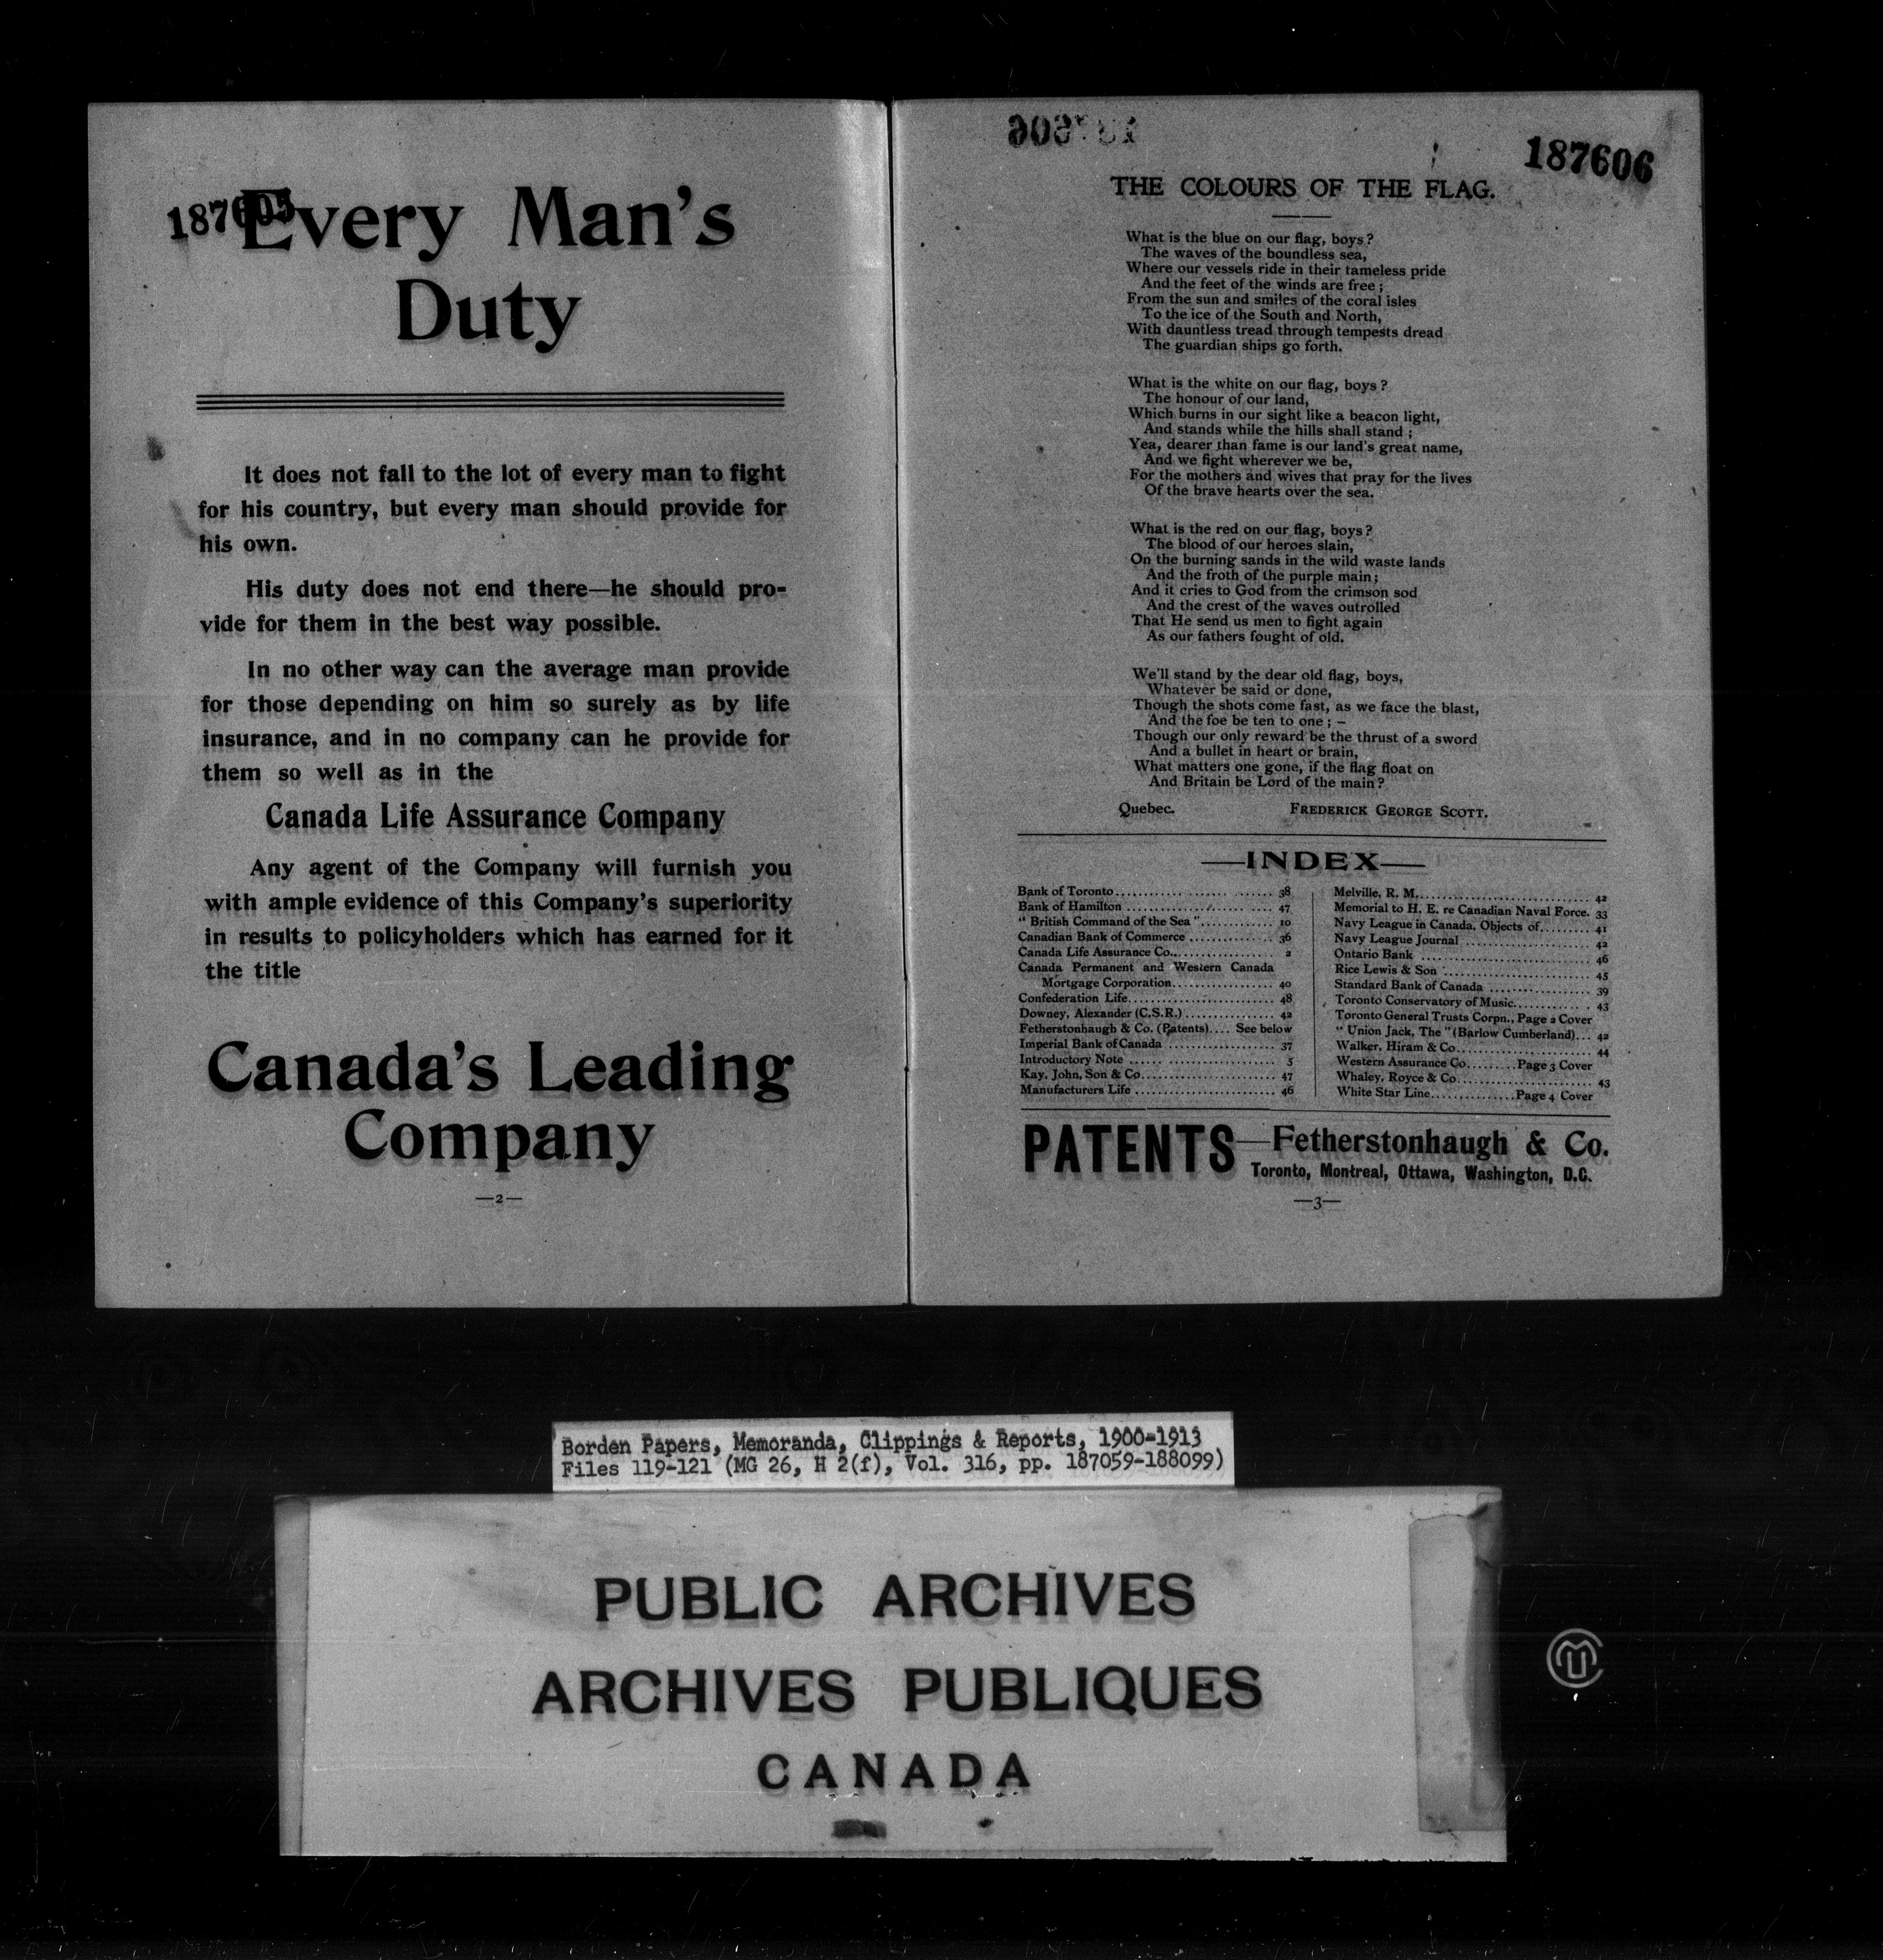 187605
Every Man's
Duty
It does not fall to the lot of every man to fight
for his country, but every man should provide for
his own.
His duty does not end there—he should pro-
vide for them in the best way possible.
In no other way can the average man provide
for those depending on him so surely as by life
insurance, and in no company can he provide for
them so well as in the
Canada Life Assurance Company
Any agent of the Company will furnish you
with ample evidence of this Company's superiority
in results to policyholders which has earned for it
the title
Canada's Leading
Company
—2—
187606
THE COLOURS OF THE FLAG.
What is the blue on our flag, boys?
The waves of the boundless sea,
Where our vessels ride in their tameless pride
And the feet of the winds are free;
From the sun and smiles of the coral isles
To the ice of the South and North,
With dauntless tread through tempests dread
The guardian ships go forth.
What is the white on our flag, boys?
The honour of our land,
Which burns in our sight like a beacon light,
And stands while the hills shall stand;
Yea, dearer than fame is our land's great name,
And we fight wherever we be,
For the mothers and wives that pray for the lives
Of the brave hearts over the sea.
What is the red on our flag, boys?
The blood of our heroes slain,
On the burning sands in the wild waste lands
And the froth of the purple main;
And it cries to God from the crimson sod
And the crest of the waves outrolled
That He send us men to fight again
As our fathers fought of old.
We'll stand by the dear old flag, boys,
Whatever be said or done,
Though the shots come fast, as we face the blast,
And the foe be ten to one; —
Though our only reward be the thrust of a sword
And a bullet in heart or brain,
What matters one gone, if the flag float on
And Britain be Lord of the main?
Quebec. FREDERICK GEORGE SCOTT.
—INDEX—
Bank of Toronto........................ 38
Bank of Hamilton ........................ 47
"British Command of the Sea"............ 10
Canadian Bank of Commerce .............. 36
Canada Life Assurance Co................. 2
Canada Permanent and Western Canada
Mortgage Corporation.................. 40
Confederation Life........................ 48
Downey, Alexander (C.S.R.)................ 42
Fetherstonhaugh & Co. (Patents).... See below
Imperial Bank of Canada .................. 37
Introductory Note ........................ 5
Kay, John, Son & Co...................... 47
Manufacturers Life ........................ 46
Melville, R. M............................ 42
Memorial to H. E. re Canadian Naval Force. 33
Navy League in Canada, Objects of......... 41
Navy League Journal ...................... 42
Ontario Bank ............................ 46
Rice Lewis & Son ........................ 45
Standard Bank of Canada .................. 39
Toronto Conservatory of Music............. 43
Toronto General Trusts Corpn., Page 2 Cover
"Union Jack, The" (Barlow Cumberland)... 42
Walker, Hiram & Co....................... 44
Western Assurance Co.........Page 3 Cover
Whaley, Royce & Co....................... 43
White Star Line...............Page 4 Cover
PATENTS—Fetherstonhaugh & Co.
Toronto, Montreal, Ottawa, Washington, D.C.
—3—
Borden Papers, Memoranda, Clippings & Reports, 1900-1913
Files 119-121 (MG 26, H 2(f), Vol. 316, pp. 187059-188099)
PUBLIC ARCHIVES
ARCHIVES PUBLIQUES
CANADA